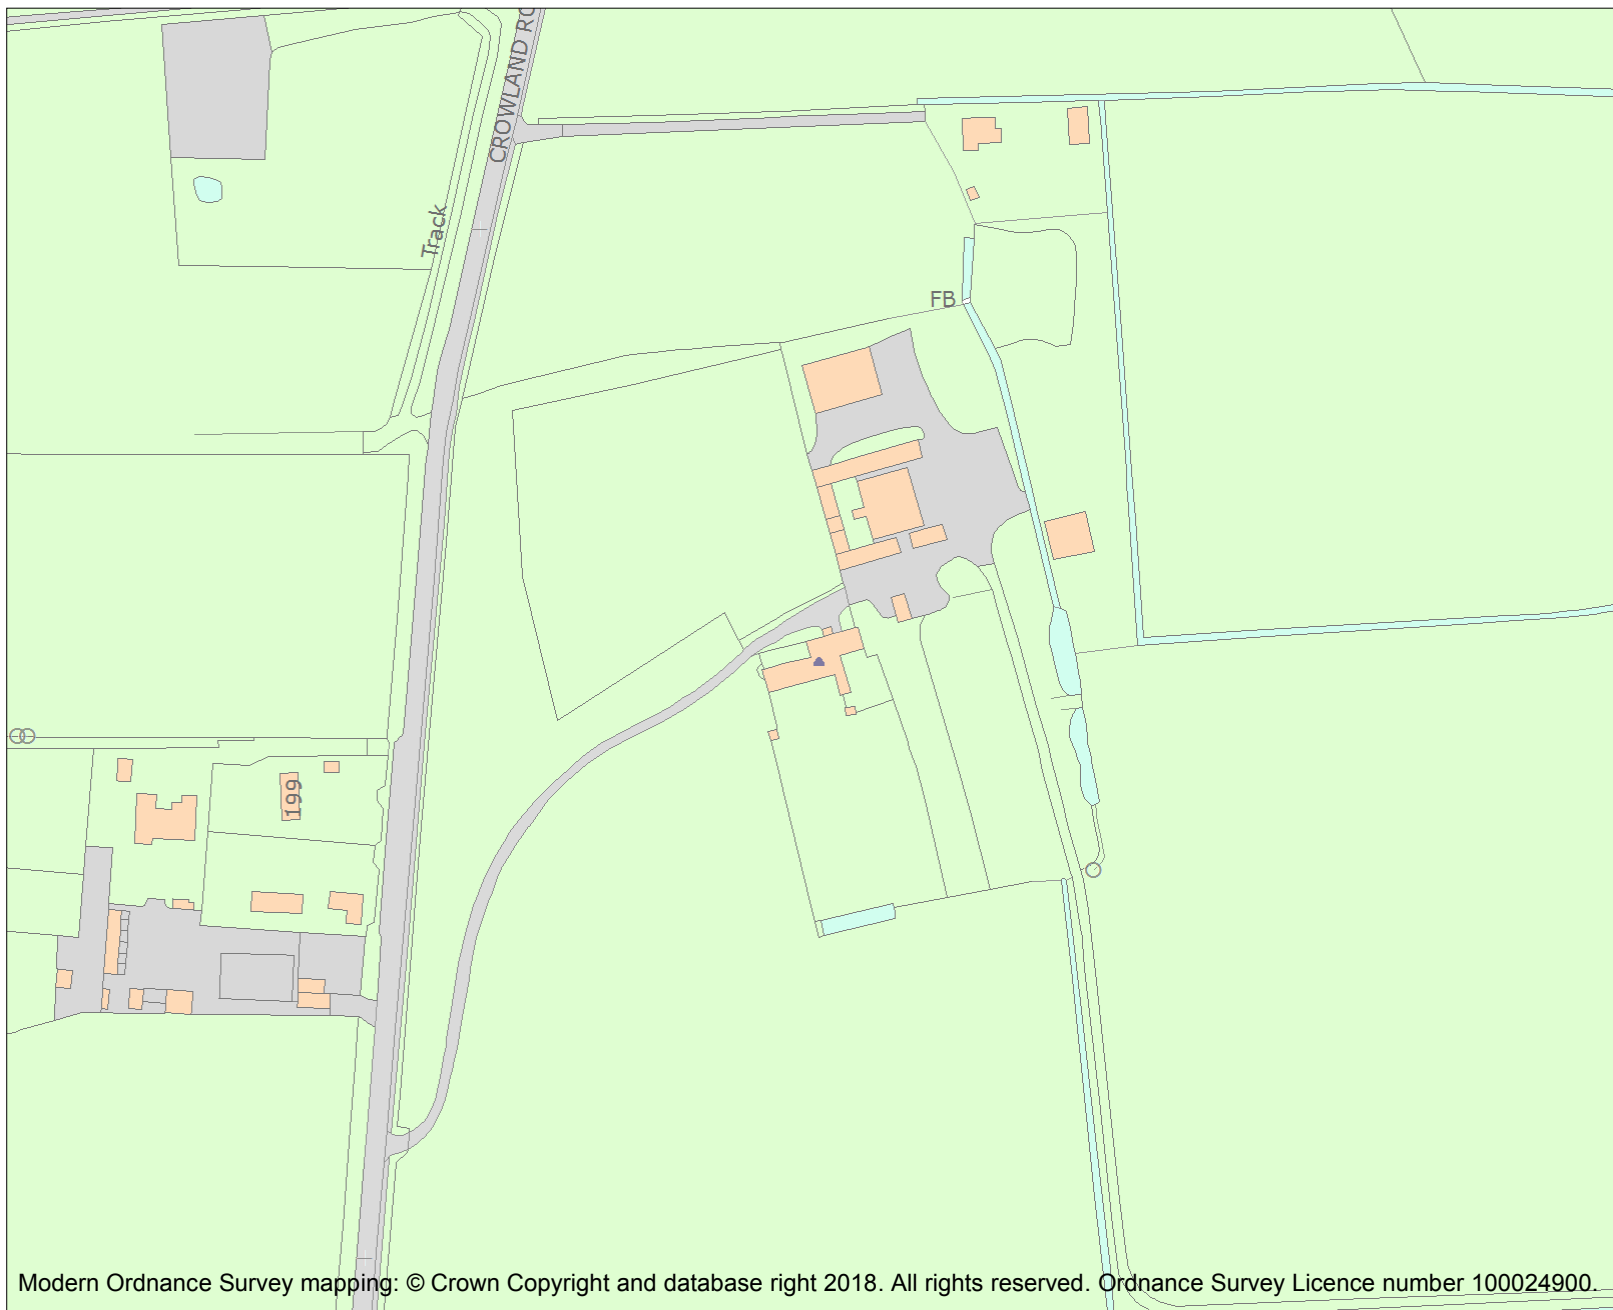 CROWLAND RO
Track
FB
199
Modern Ordnance Survey mapping: © Crown Copyright and database right 2018. All rights reserved. Ordnance Survey Licence number 100024900.